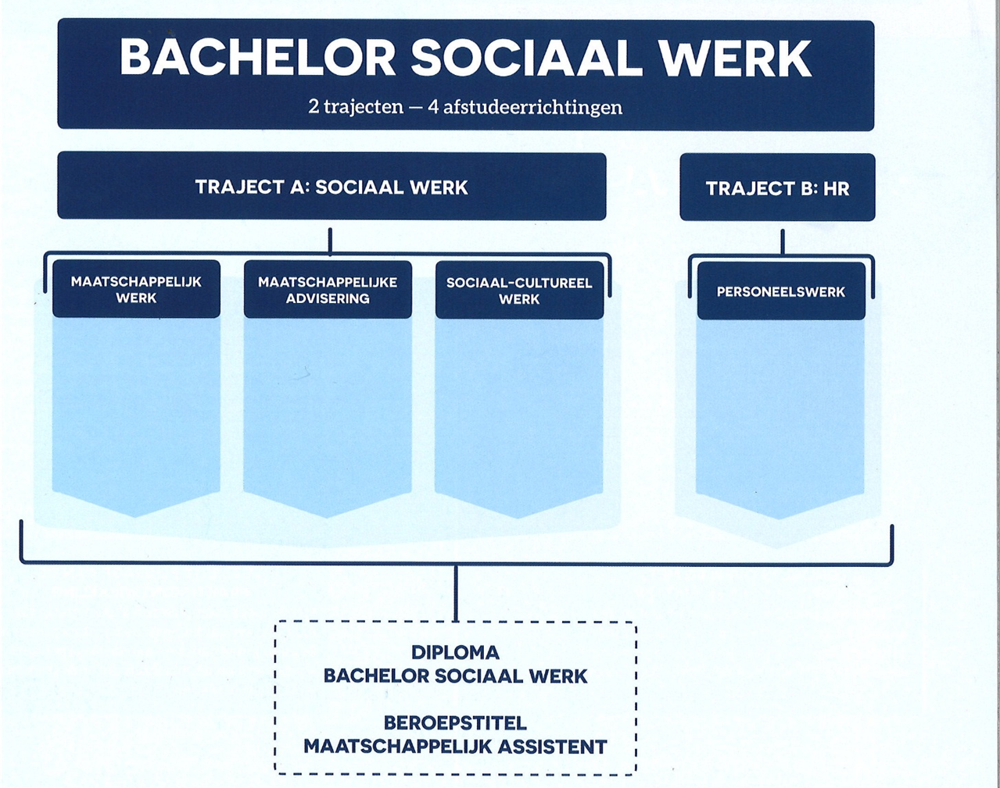 BACHELOR SOCIAAL WERK
2 trajecten — 4 afstudeerrichtingen
TRAJECT A: SOCIAAL WERK
TRAJECT B: HR
MAATSCHAPPELIJK
WERK
MAATSCHAPPELIJKE
ADVISERING
SOCIAAL-CULTUREEL
WERK
PERSONEELSWERK
DIPLOMA
BACHELOR SOCIAAL WERK
BEROEPSTITEL
MAATSCHAPPELIJK ASSISTENT